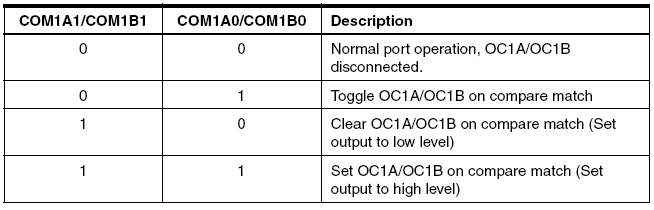 COM1A1/COM1B1 COM1A0/COM1B0 Description
0 0 Normal port operation, OC1A/OC1B
disconnected.
0 1 Toggle OC1A/OC1B on compare match
1 0 Clear OC1A/OC1B on compare match (Set
output to low level)
1 1 Set OC1A/OC1B on compare match (Set
output to high level)